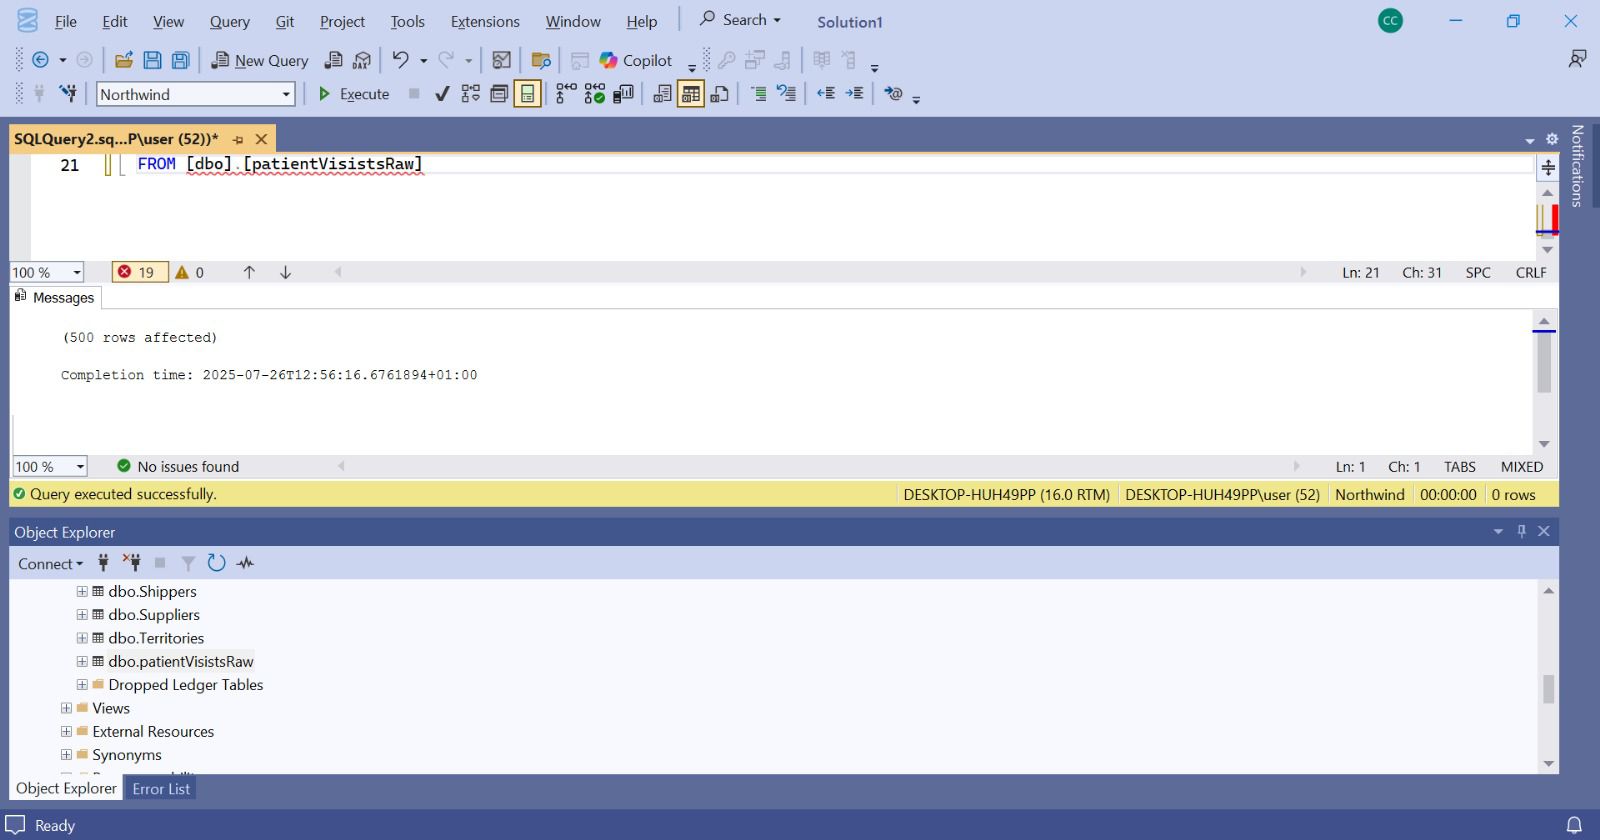 File Edit View Query Git Project Tools Extensions Window Help Search Solution1 CC
New Query DAX Copilot
Northwind Execute
SQLQuery2.sq...P\user (52))*
Notifications
21 FROM [dbo].[patientVisistsRaw]
100 % 19 0 Ln: 21 Ch: 31 SPC CRLF
Messages
(500 rows affected)
Completion time: 2025-07-26T12:56:16.6761894+01:00
100 % No issues found Ln: 1 Ch: 1 TABS MIXED
Query executed successfully. DESKTOP-HUH49PP (16.0 RTM) DESKTOP-HUH49PP\user (52) Northwind 00:00:00 0 rows
Object Explorer
Connect
dbo.Shippers
dbo.Suppliers
dbo.Territories
dbo.patientVisistsRaw
Dropped Ledger Tables
Views
External Resources
Synonyms
Object Explorer Error List
Ready